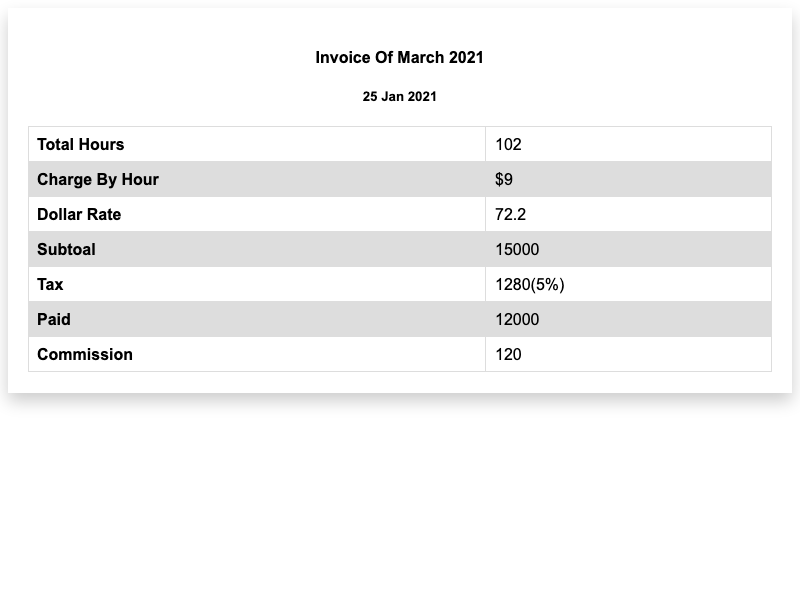 Invoice Of March 2021
25 Jan 2021
Total Hours 102
Charge By Hour $9
Dollar Rate 72.2
Subtoal 15000
Tax 1280(5%)
Paid 12000
Commission 120